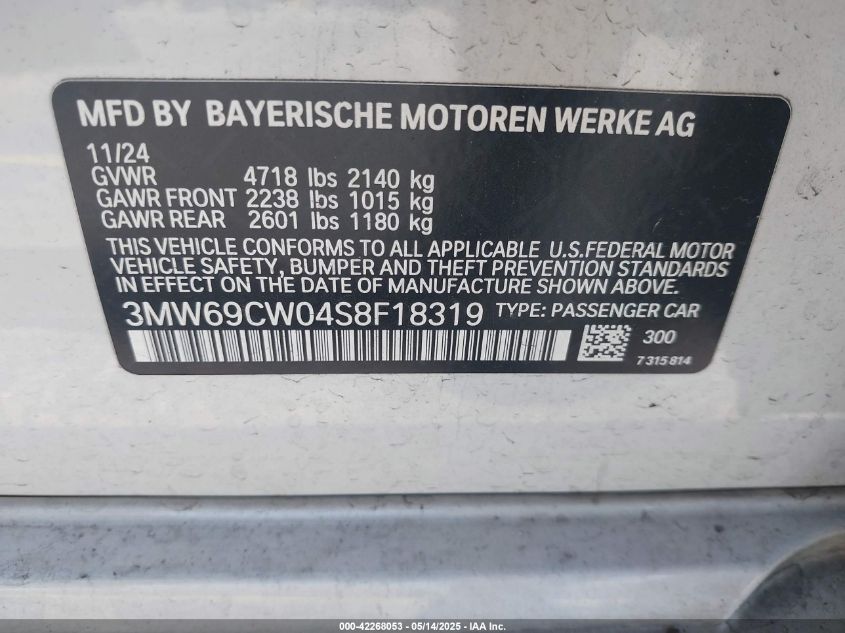 MFD BY BAYERISCHE MOTOREN WERKE AG
11/24
GVWR 4718 lbs 2140 kg
GAWR FRONT 2238 lbs 1015 kg
GAWR REAR 2601 lbs 1180 kg
THIS VEHICLE CONFORMS TO ALL APPLICABLE U.S.FEDERAL MOTOR
VEHICLE SAFETY, BUMPER AND THEFT PREVENTION STANDARDS
IN EFFECT ON THE DATE OF MANUFACTURE SHOWN ABOVE.
3MW69CW04S8F18319 TYPE: PASSENGER CAR
300
7315814
000-42268053 — 05/14/2025 — IAA Inc.